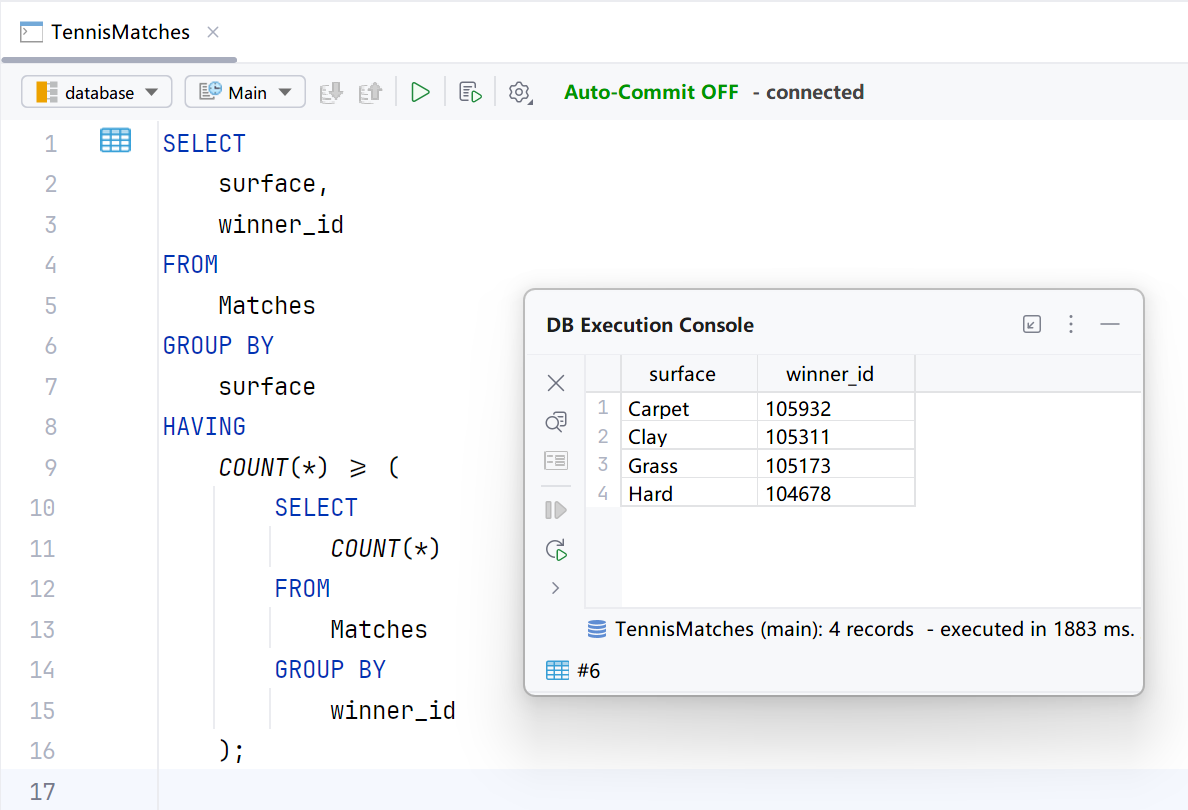 TennisMatches ×
database Main Auto-Commit OFF - connected
1 SELECT
2 surface,
3 winner_id
4 FROM
5 Matches
6 GROUP BY
7 surface
8 HAVING
9 COUNT(*) ⩾ (
10 SELECT
11 COUNT(*)
12 FROM
13 Matches
14 GROUP BY
15 winner_id
16 );
17
DB Execution Console
surface winner_id
1 Carpet 105932
2 Clay 105311
3 Grass 105173
4 Hard 104678
TennisMatches (main): 4 records - executed in 1883 ms.
#6